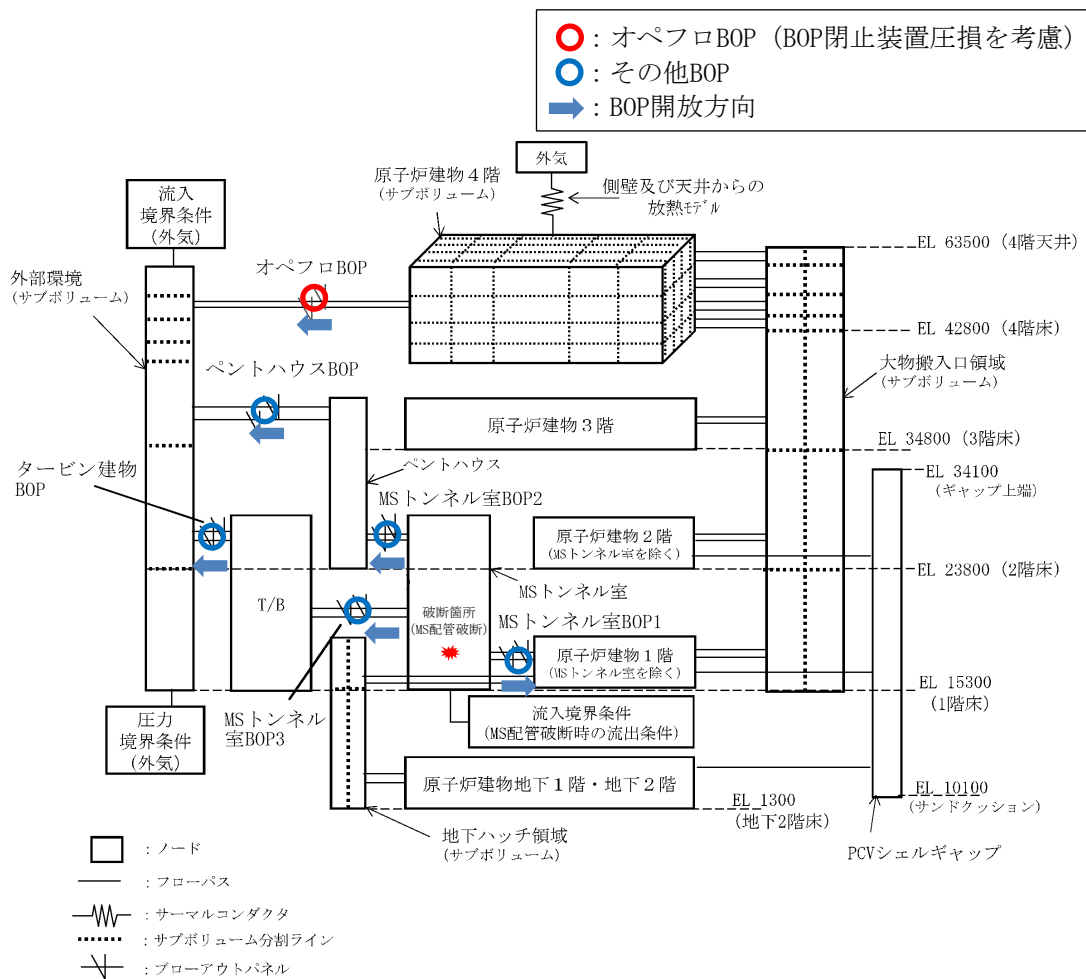 ：オペフロBOP（BOP閉止装置圧損を考慮）
：その他BOP
：BOP開放方向
外気
原子炉建物４階
(サブボリューム)
側壁及び天井からの
放熱ﾓﾃﾞﾙ
流入
境界条件
(外気)
EL 63500（4階天井）
オペフロBOP
外部環境
(サブボリューム)
EL 42800（4階床）
ペントハウスBOP
大物搬入口領域
(サブボリューム)
原子炉建物３階
EL 34800（3階床）
ペントハウス
タービン建物
BOP
EL 34100
(ギャップ上端)
MSトンネル室BOP2
原子炉建物２階
(MSトンネル室を除く)
EL 23800（2階床）
MSトンネル室
T/B
破断箇所
(MS配管破断)
MSトンネル室BOP1
原子炉建物１階
(MSトンネル室を除く)
EL 15300
(1階床)
圧力
境界条件
(外気)
MSトンネル
室BOP3
流入境界条件
(MS配管破断時の流出条件)
原子炉建物地下１階・地下２階
EL 10100
(サンドクッション)
EL 1300
(地下2階床)
地下ハッチ領域
(サブボリューム)
PCVシェルギャップ
：ノード
：フローパス
：サーマルコンダクタ
：サブボリューム分割ライン
：ブローアウトパネル